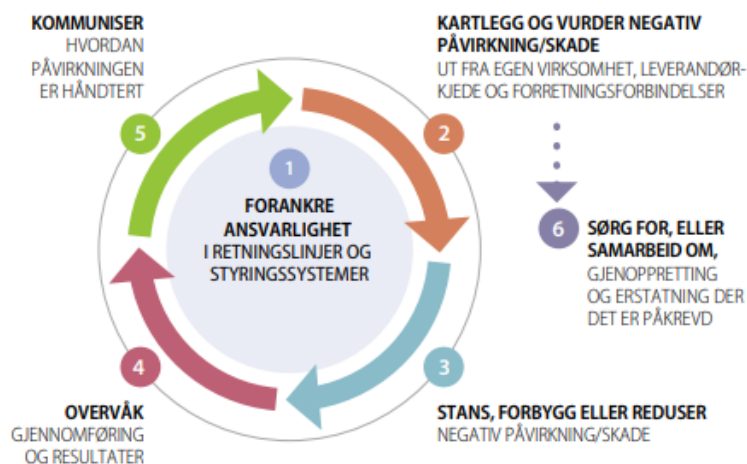 1
FORANKRE
ANSVARLIGHET
I RETNINGSLINJER OG
STYRINGSSYSTEMER
2
KARTLEGG OG VURDER NEGATIV
PÅVIRKNING/SKADE
UT FRA EGEN VIRKSOMHET, LEVERANDØR-
KJEDE OG FORRETNINGSFORBINDELSER
3
STANS, FORBYGG ELLER REDUSER
NEGATIV PÅVIRKNING/SKADE
4
OVERVÅK
GJENNOMFØRING
OG RESULTATER
5
KOMMUNISER
HVORDAN
PÅVIRKNINGEN
ER HÅNDTERT
6
SØRG FOR, ELLER
SAMARBEID OM,
GJENOPPRETTING
OG ERSTATNING DER
DET ER PÅKREVD